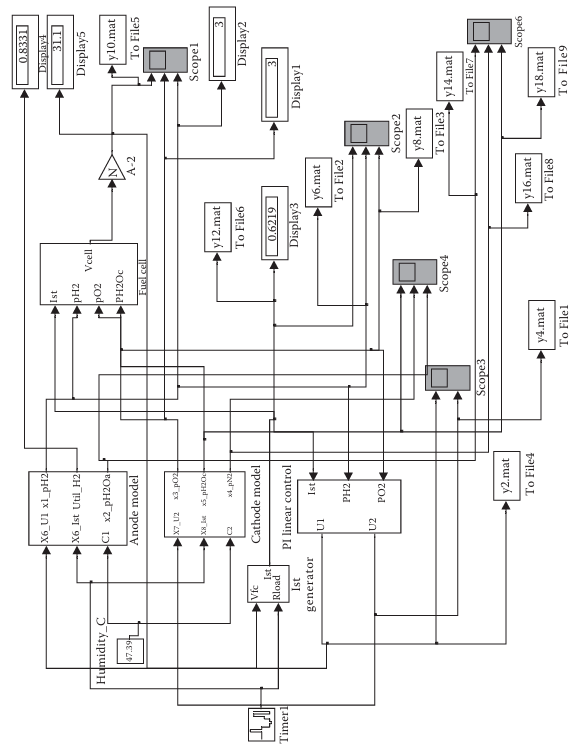 0.8331
Display4
31.1
Display5
y10.mat
To File5
Scope1
3
Display2
3
Display1
Scope6
y14.mat
To File7
y18.mat
To File9
N
A-2
Scope2
y8.mat
To File3
y6.mat
To File2
y16.mat
To File8
y12.mat
To File6
0.6219
Display3
Ist
pH2
pO2
PH2Oc
Vcell
Fuel cell
Scope4
y4.mat
To File1
Scope3
X6_U1 x1_pH2
X6_Ist Util_H2
C1 x2_pH2Oa
Anode model
X7_U2 x3_pO2
X8_Ist x5_pH2Oc
C2 x4_pN2
Cathode model
PI linear control
Ist
PH2
PO2
U1
U2
y2.mat
To File4
Vfc
Ist
Rload
Ist
generator
Humidity_C
47.39
Timer1